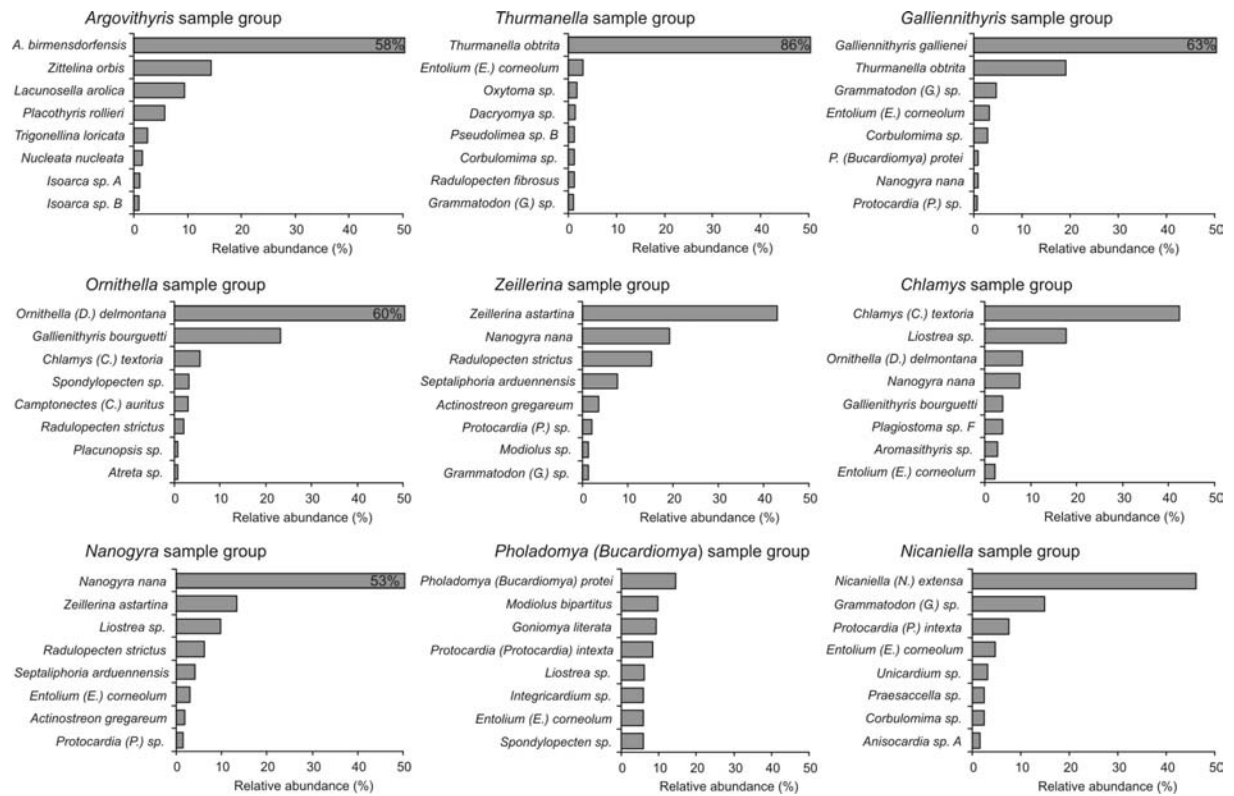 Argovithyris sample group
A. birmensdorfensis
58%
Zittelina orbis
Lacunosella arolica
Placothyris rollieri
Trigonellina loricata
Nucleata nucleata
Isoarca sp. A
Isoarca sp. B
0 10 20 30 40 50
Relative abundance (%)
Thurmanella sample group
Thurmanella obtrita
86%
Entolium (E.) corneolum
Oxytoma sp.
Dacryomya sp.
Pseudolimea sp. B
Corbulomima sp.
Radulopecten fibrosus
Grammatodon (G.) sp.
0 10 20 30 40 50
Relative abundance (%)
Galliennithyris sample group
Galliennithyris gallienei
63%
Thurmanella obtrita
Grammatodon (G.) sp.
Entolium (E.) corneolum
Corbulomima sp.
P. (Bucardiomya) protei
Nanogyra nana
Protocardia (P.) sp.
0 10 20 30 40 50
Relative abundance (%)
Ornithella sample group
Ornithella (D.) delmontana
60%
Gallienithyris bourguetti
Chlamys (C.) textoria
Spondylopecten sp.
Camptonectes (C.) auritus
Radulopecten strictus
Placunopsis sp.
Atreta sp.
0 10 20 30 40 50
Relative abundance (%)
Zeillerina sample group
Zeillerina astartina
Nanogyra nana
Radulopecten strictus
Septaliphoria arduennensis
Actinostreon gregareum
Protocardia (P.) sp.
Modiolus sp.
Grammatodon (G.) sp.
0 10 20 30 40 50
Relative abundance (%)
Chlamys sample group
Chlamys (C.) textoria
Liostrea sp.
Ornithella (D.) delmontana
Nanogyra nana
Gallienithyris bourguetti
Plagiostoma sp. F
Aromasithyris sp.
Entolium (E.) corneolum
0 10 20 30 40 50
Relative abundance (%)
Nanogyra sample group
Nanogyra nana
53%
Zeillerina astartina
Liostrea sp.
Radulopecten strictus
Septaliphoria arduennensis
Entolium (E.) corneolum
Actinostreon gregareum
Protocardia (P.) sp.
0 10 20 30 40 50
Relative abundance (%)
Pholadomya (Bucardiomya) sample group
Pholadomya (Bucardiomya) protei
Modiolus bipartitus
Goniomya literata
Protocardia (Protocardia) intexta
Liostrea sp.
Integricardium sp.
Entolium (E.) corneolum
Spondylopecten sp.
0 10 20 30 40 50
Relative abundance (%)
Nicaniella sample group
Nicaniella (N.) extensa
Grammatodon (G.) sp.
Protocardia (P.) intexta
Entolium (E.) corneolum
Unicardium sp.
Praesaccella sp.
Corbulomima sp.
Anisocardia sp. A
0 10 20 30 40 50
Relative abundance (%)